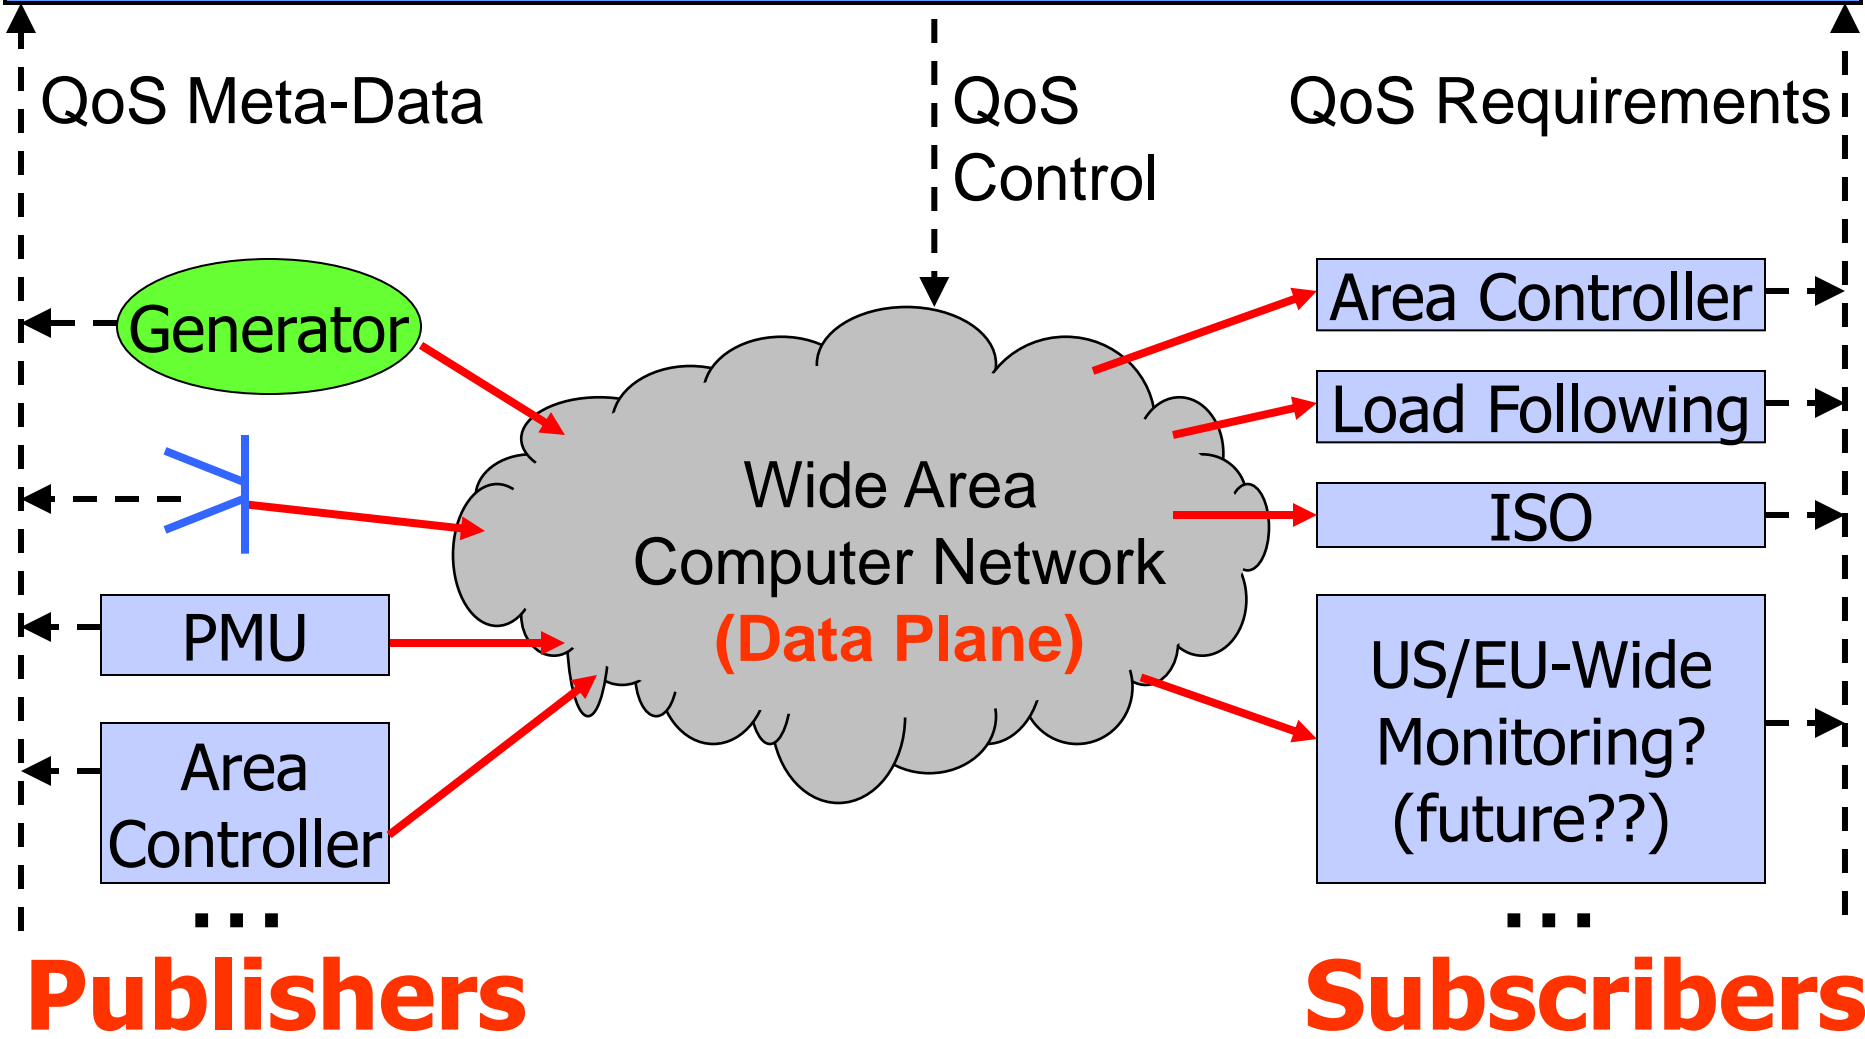 QoS Meta-Data
QoS
Control
QoS Requirements
Generator
PMU
Area
Controller
...
Publishers
Wide Area
Computer Network
(Data Plane)
Area Controller
Load Following
ISO
US/EU-Wide
Monitoring?
(future??)
...
Subscribers